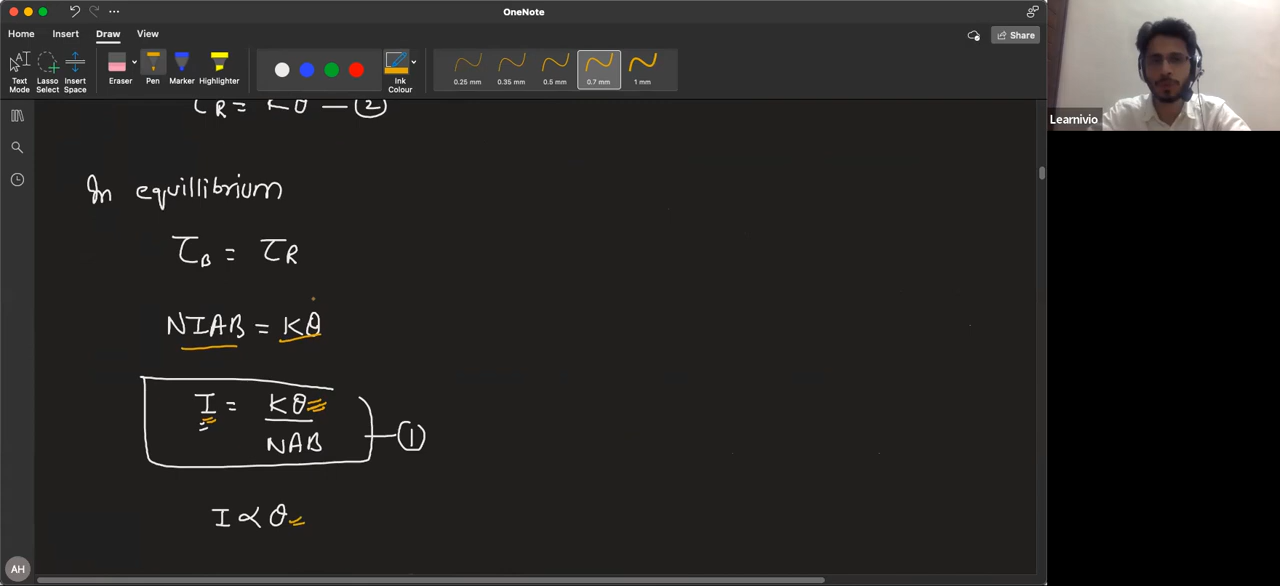 OneNote
Home Insert Draw View
Share
Text Mode
Lasso Select
Insert Space
Eraser
Pen
Marker
Highlighter
Ink Colour
0.25 mm
0.35 mm
0.5 mm
0.7 mm
1 mm
Learnivio
τR = Kθ — ②
In equillibrium
τB = τR
NIAB = Kθ
I = Kθ
NAB
— ①
I ∝ θ
AH